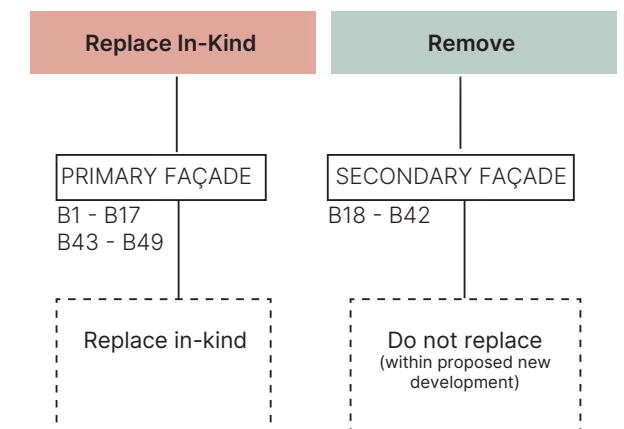 Replace In-Kind
Remove
PRIMARY FAÇADE
B1 - B17
B43 - B49
Replace in-kind
SECONDARY FAÇADE
B18 - B42
Do not replace
(within proposed new
development)